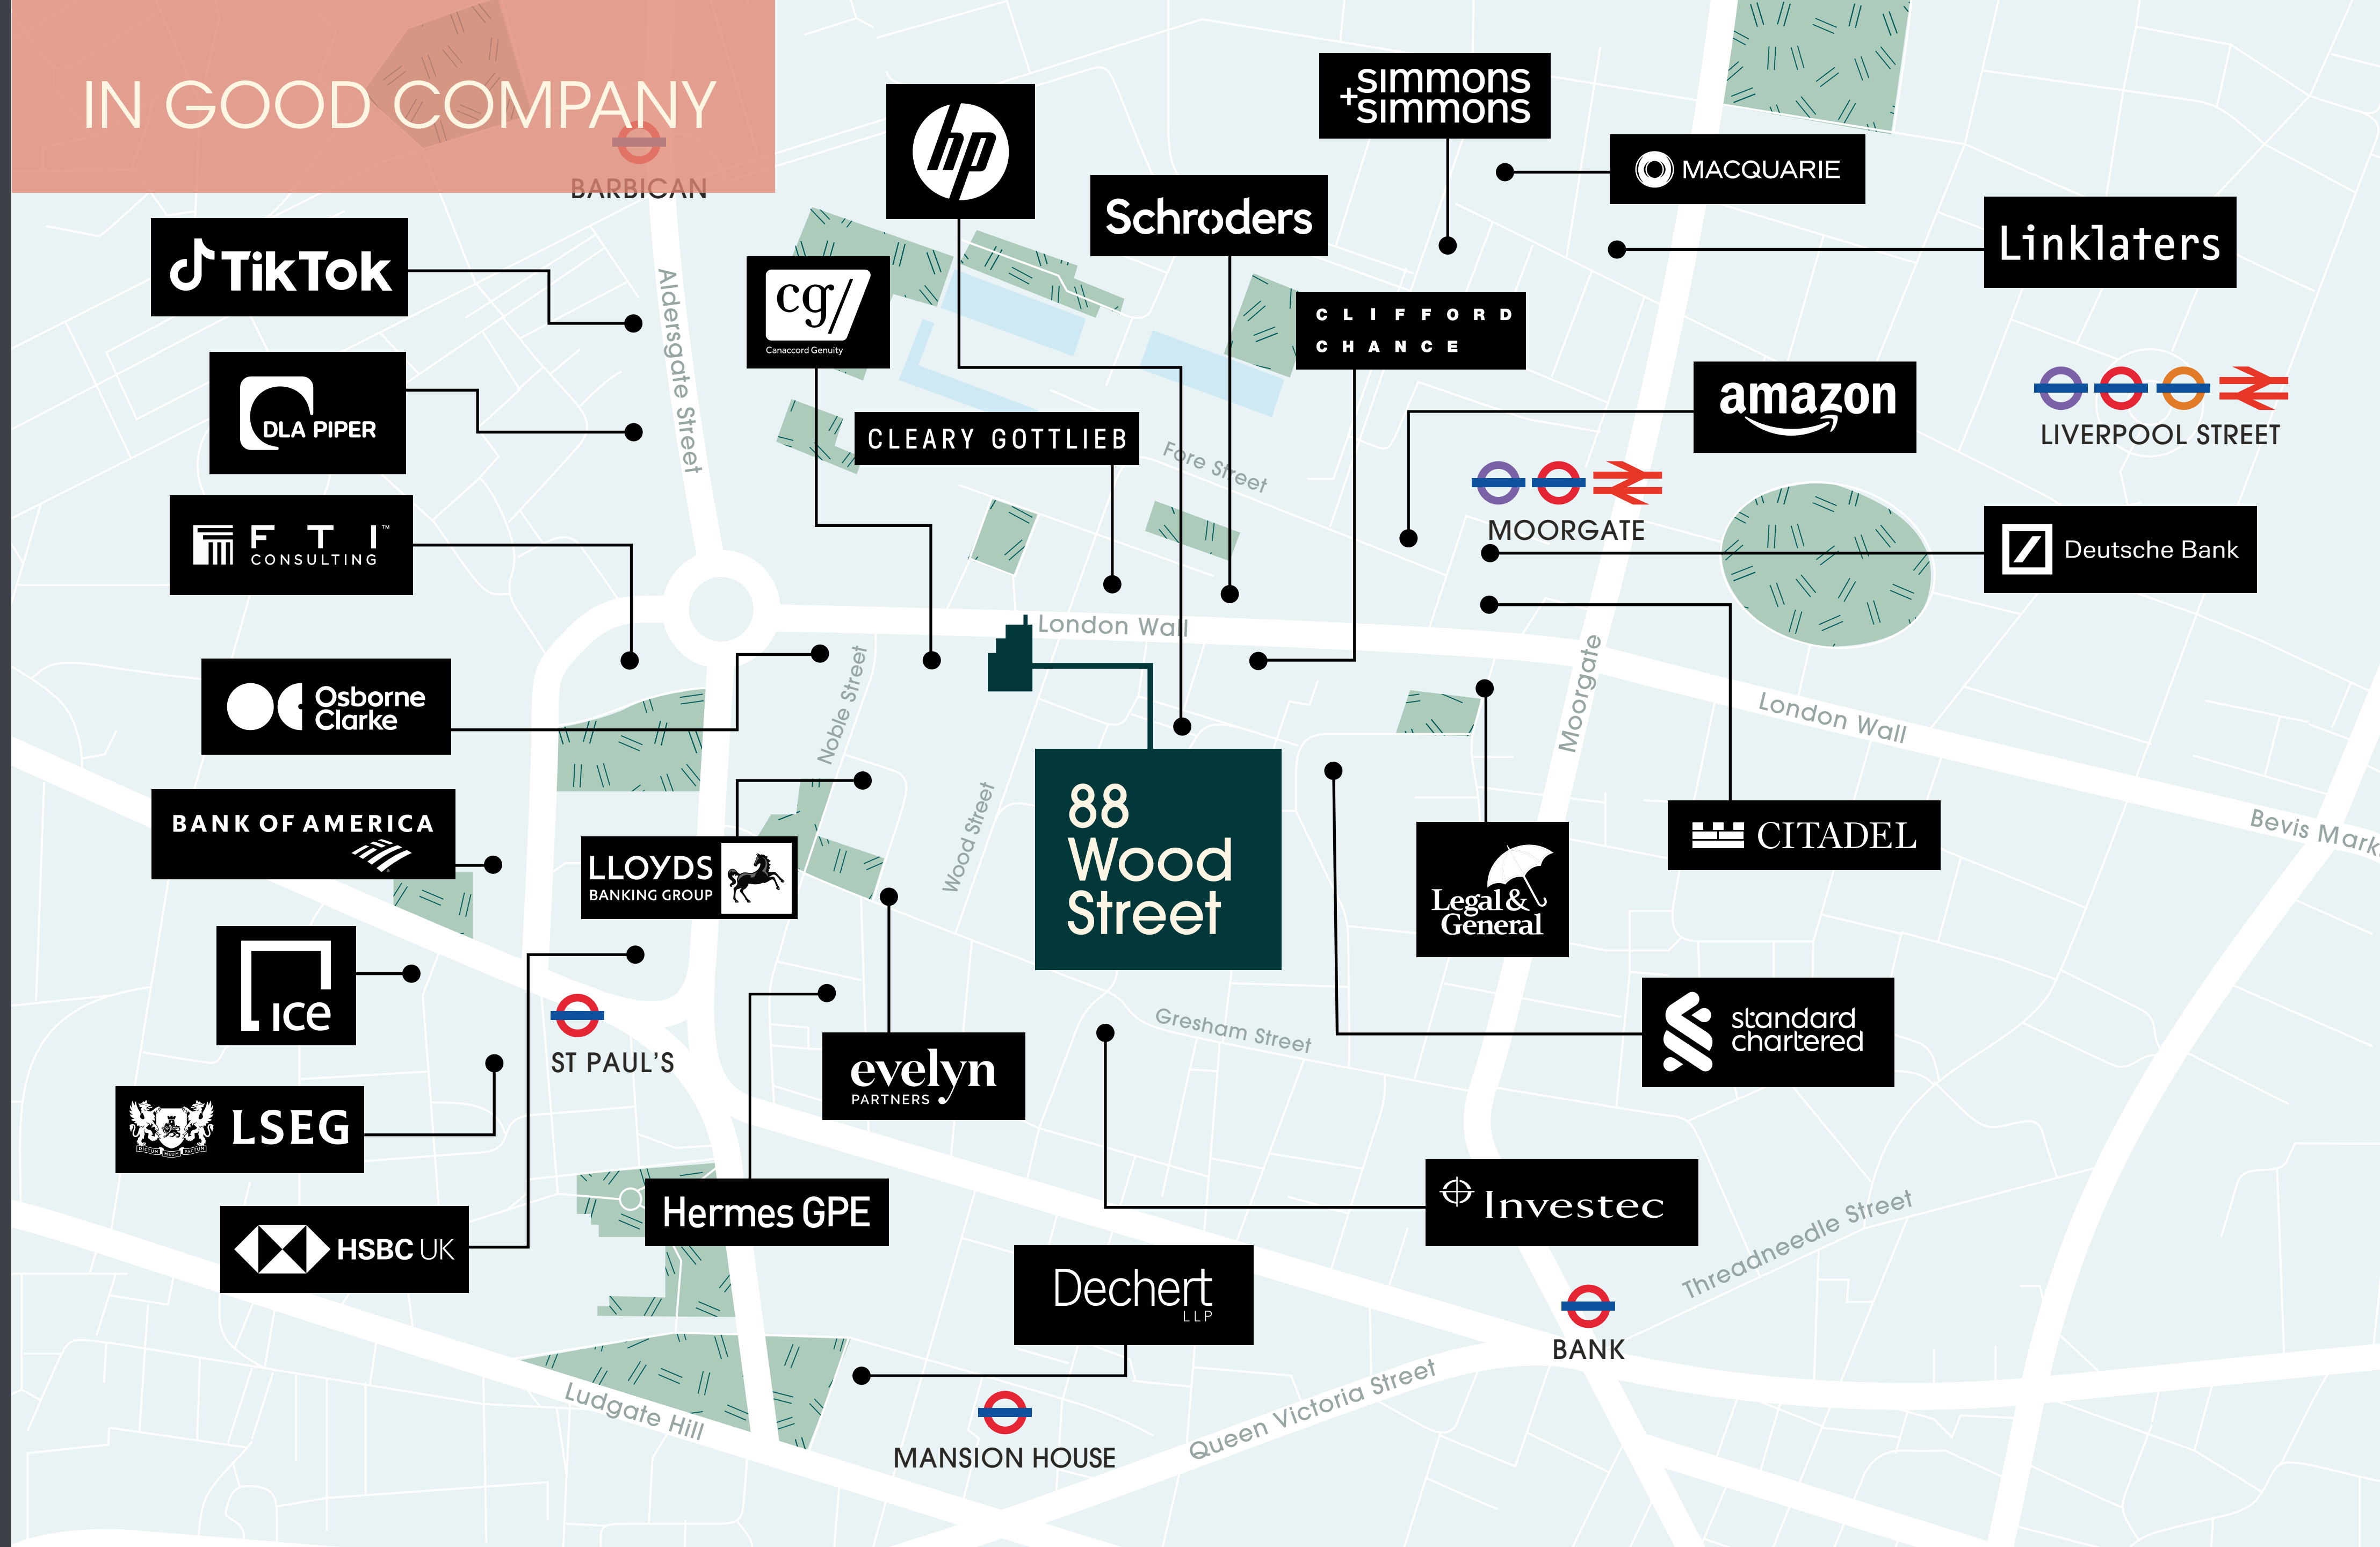 IN GOOD COMPANY
BARBICAN
hp
+simmons
simmons
MACQUARIE
Schroders
Linklaters
TikTok
Aldersgate Street
cg/
Canaccord Genuity
CLIFFORD
CHANCE
DLA PIPER
amazon
LIVERPOOL STREET
CLEARY GOTTLIEB
Fore Street
MOORGATE
FTI™
CONSULTING
Deutsche Bank
London Wall
Osborne
Clarke
Noble Street
Moorgate
London Wall
BANK OF AMERICA
LLOYDS
BANKING GROUP
Wood Street
88
Wood
Street
Legal &
General
CITADEL
Bevis Mark
ice
ST PAUL'S
evelyn
PARTNERS
Gresham Street
standard
chartered
LSEG
DICTUM MEUM PACTUM
HSBC UK
Hermes GPE
Investec
Threadneedle Street
Dechert
LLP
BANK
Ludgate Hill
MANSION HOUSE
Queen Victoria Street